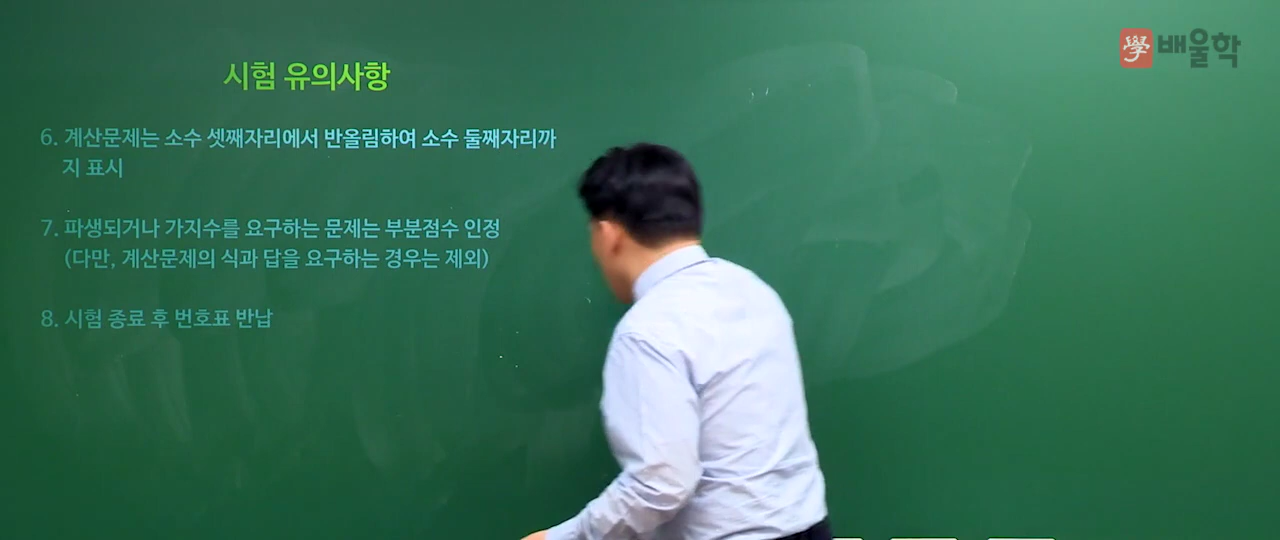 學 배울학
시험 유의사항
6. 계산문제는 소수 셋째자리에서 반올림하여 소수 둘째자리까
지 표시
7. 파생되거나 가지수를 요구하는 문제는 부분점수 인정
(다만, 계산문제의 식과 답을 요구하는 경우는 제외)
8. 시험 종료 후 번호표 반납